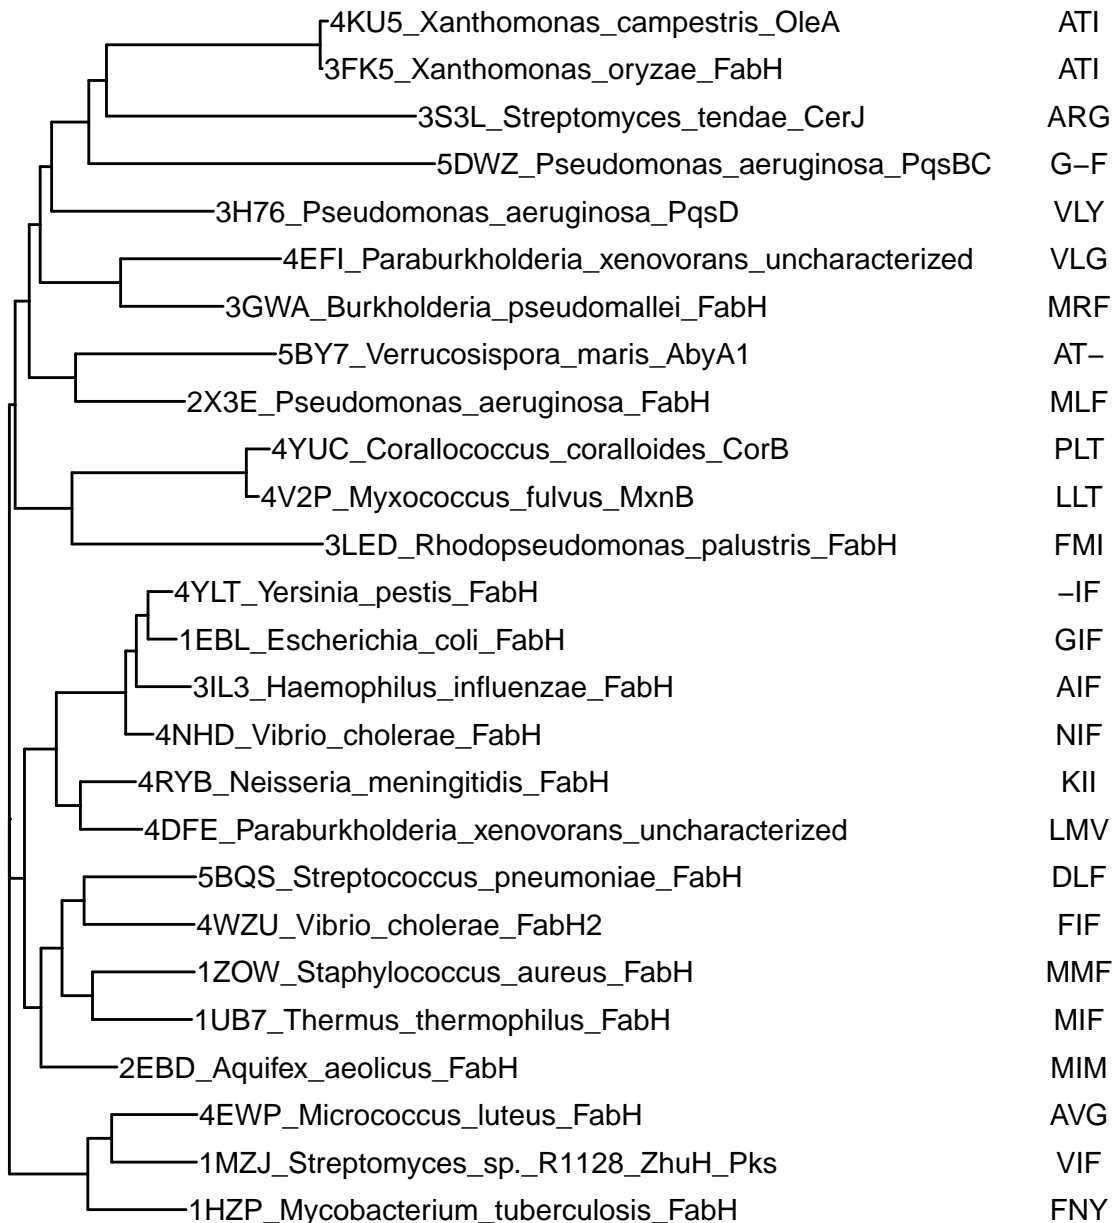 4KU5_Xanthomonas_campestris_OleA ATI
3FK5_Xanthomonas_oryzae_FabH ATI
3S3L_Streptomyces_tendae_CerJ ARG
5DWZ_Pseudomonas_aeruginosa_PqsBC G−F
3H76_Pseudomonas_aeruginosa_PqsD VLY
4EFI_Paraburkholderia_xenovorans_uncharacterized VLG
3GWA_Burkholderia_pseudomallei_FabH MRF
5BY7_Verrucosispora_maris_AbyA1 AT−
2X3E_Pseudomonas_aeruginosa_FabH MLF
4YUC_Corallococcus_coralloides_CorB PLT
4V2P_Myxococcus_fulvus_MxnB LLT
3LED_Rhodopseudomonas_palustris_FabH FMI
4YLT_Yersinia_pestis_FabH −IF
1EBL_Escherichia_coli_FabH GIF
3IL3_Haemophilus_influenzae_FabH AIF
4NHD_Vibrio_cholerae_FabH NIF
4RYB_Neisseria_meningitidis_FabH KII
4DFE_Paraburkholderia_xenovorans_uncharacterized LMV
5BQS_Streptococcus_pneumoniae_FabH DLF
4WZU_Vibrio_cholerae_FabH2 FIF
1ZOW_Staphylococcus_aureus_FabH MMF
1UB7_Thermus_thermophilus_FabH MIF
2EBD_Aquifex_aeolicus_FabH MIM
4EWP_Micrococcus_luteus_FabH AVG
1MZJ_Streptomyces_sp._R1128_ZhuH_Pks VIF
1HZP_Mycobacterium_tuberculosis_FabH FNY